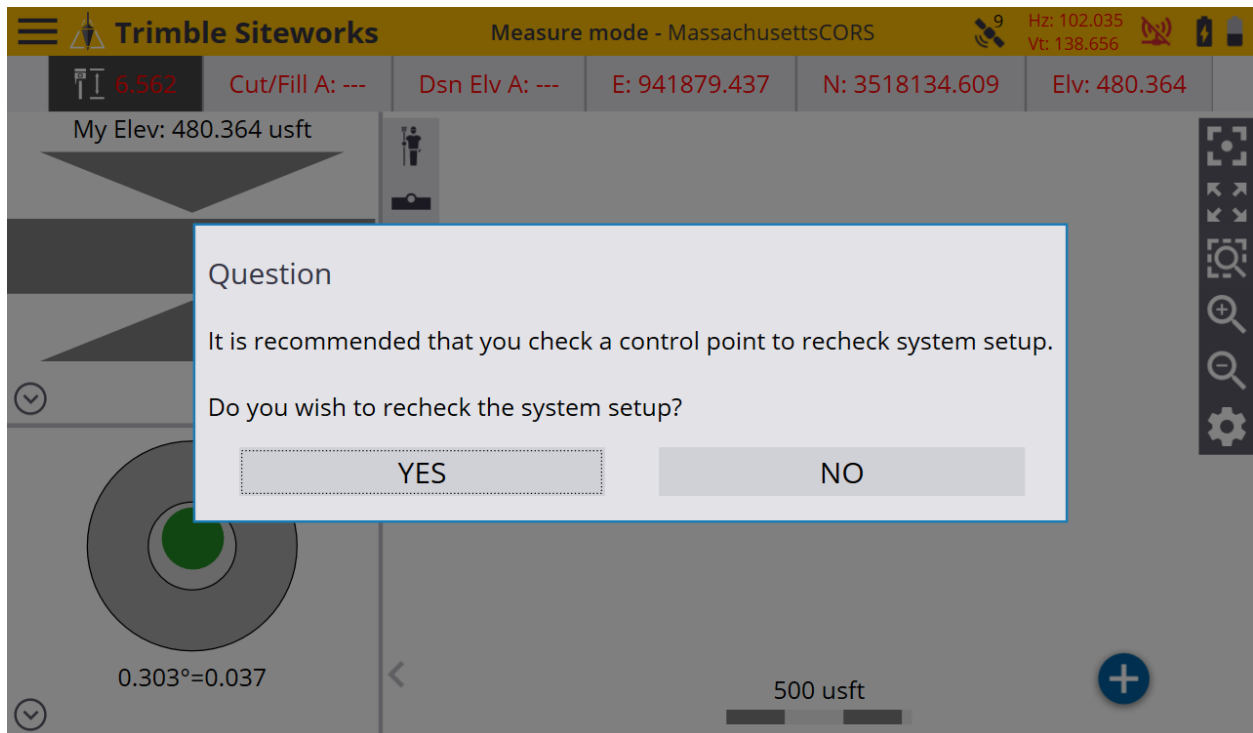 Trimble Siteworks
Measure mode - MassachusettsCORS
9
Hz: 102.035
Vt: 138.656
6.562
Cut/Fill A: ---
Dsn Elv A: ---
E: 941879.437
N: 3518134.609
Elv: 480.364
My Elev: 480.364 usft
Question
It is recommended that you check a control point to recheck system setup.
Do you wish to recheck the system setup?
YES
NO
0.303°=0.037
500 usft